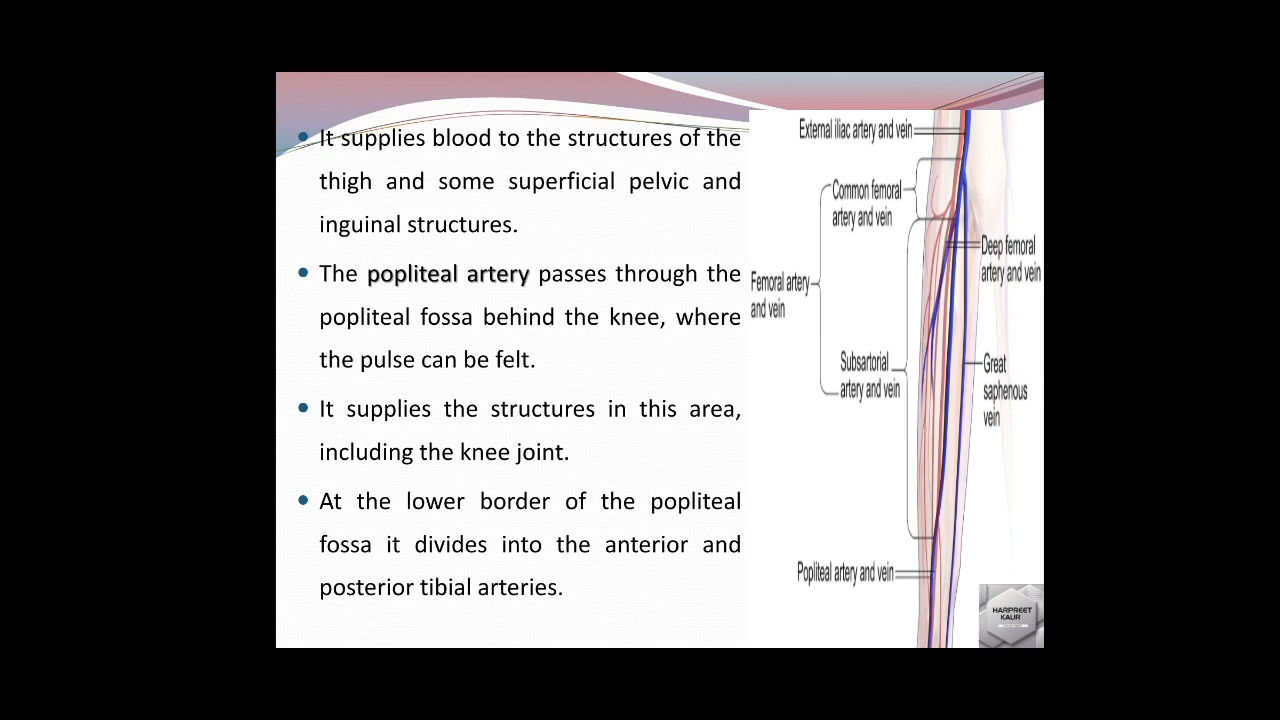 • It supplies blood to the structures of the
thigh and some superficial pelvic and
inguinal structures.
• The popliteal artery passes through the
popliteal fossa behind the knee, where
the pulse can be felt.
• It supplies the structures in this area,
including the knee joint.
• At the lower border of the popliteal
fossa it divides into the anterior and
posterior tibial arteries.
External iliac artery and vein
Common femoral
artery and vein
Deep femoral
artery and vein
Femoral artery
and vein
Subsartorial
artery and vein
Great
saphenous
vein
Popliteal artery and vein
HARPREET
KAUR